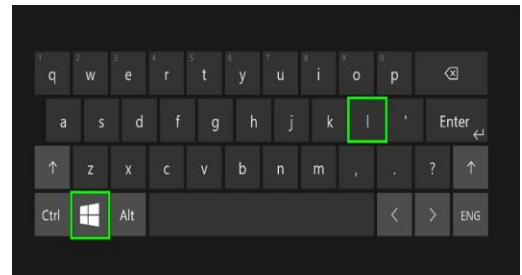 1 2 3 4 5 6 7 8 9 0
q w e r t y u i o p
a s d f g h j k l ' Enter
z x c v b n m , . ?
Ctrl Alt ENG